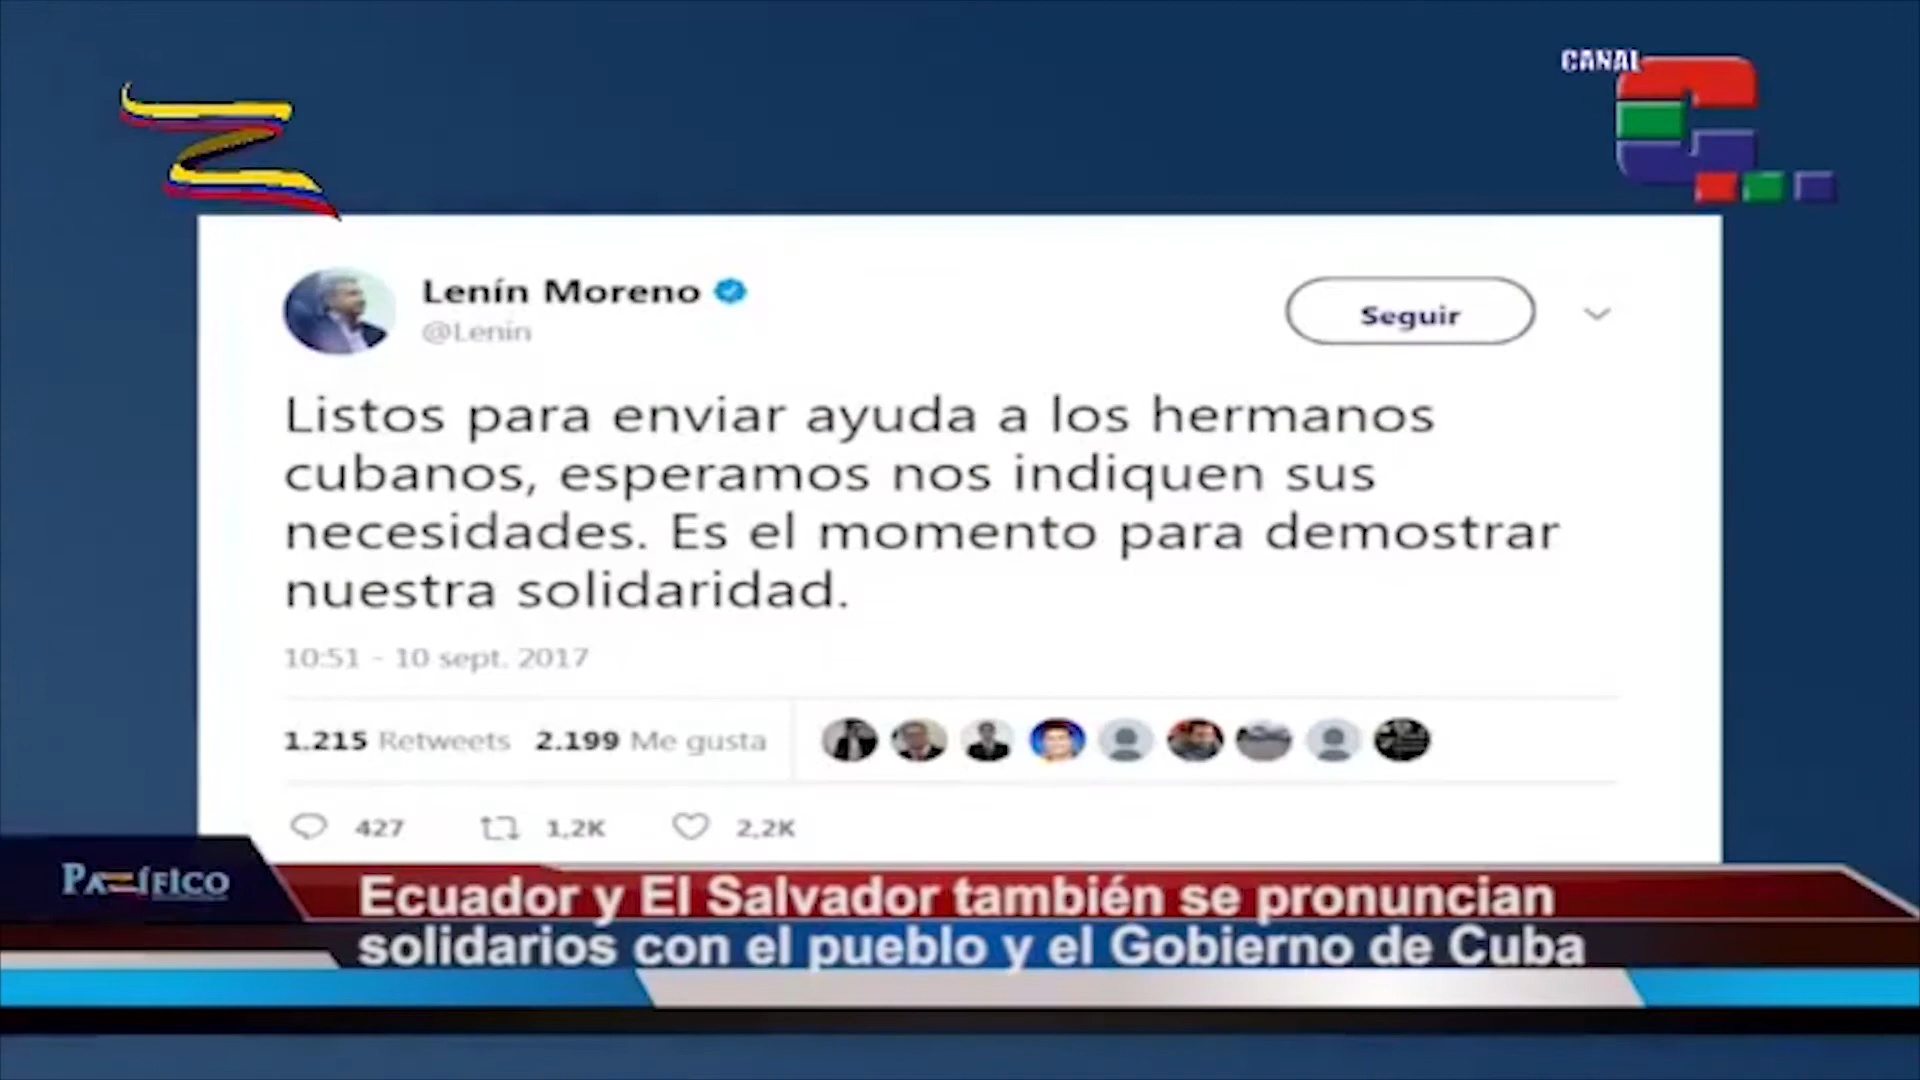 CANAL
Lenín Moreno
@Lenin
Seguir
Listos para enviar ayuda a los hermanos
cubanos, esperamos nos indiquen sus
necesidades. Es el momento para demostrar
nuestra solidaridad.
10:51 - 10 sept. 2017
1.215 Retweets 2.199 Me gusta
427 1,2K 2,2K
PaZífico
Ecuador y El Salvador también se pronuncian
solidarios con el pueblo y el Gobierno de Cuba